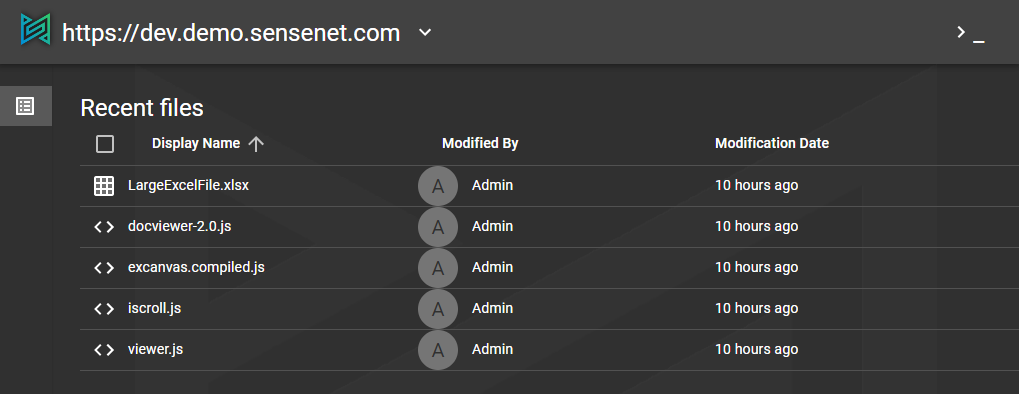 https://dev.demo.sensenet.com
>_
Recent files
Display Name Modified By Modification Date
LargeExcelFile.xlsx A Admin 10 hours ago
docviewer-2.0.js A Admin 10 hours ago
excanvas.compiled.js A Admin 10 hours ago
iscroll.js A Admin 10 hours ago
viewer.js A Admin 10 hours ago